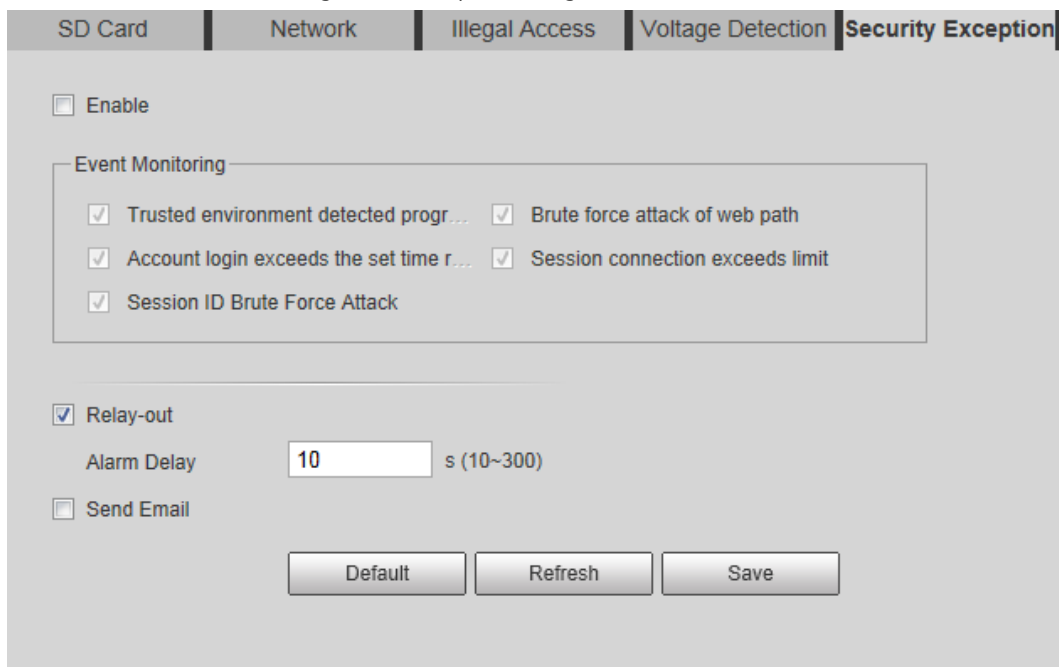 SD Card Network Illegal Access Voltage Detection Security Exception
Enable
Event Monitoring
Trusted environment detected progr... Brute force attack of web path
Account login exceeds the set time r... Session connection exceeds limit
Session ID Brute Force Attack
Relay-out
Alarm Delay 10 s (10~300)
Send Email
Default Refresh Save